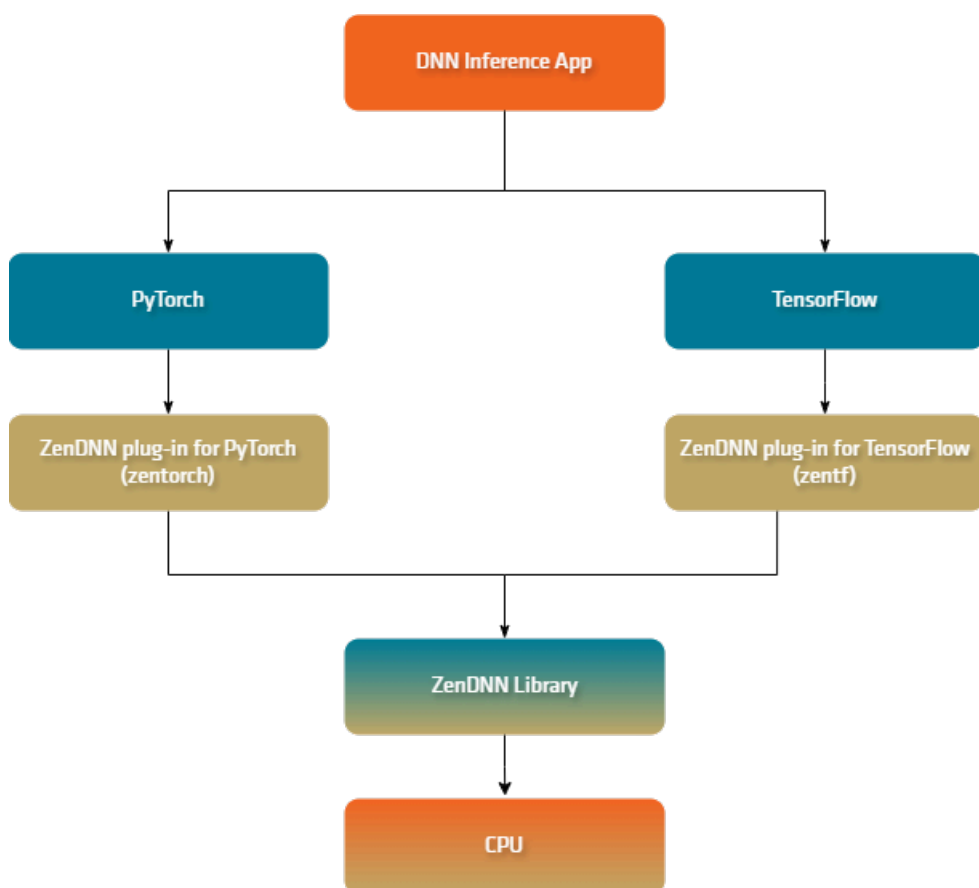 DNN Inference App
PyTorch
TensorFlow
ZenDNN plug-in for PyTorch
(zentorch)
ZenDNN plug-in for TensorFlow
(zentf)
ZenDNN Library
CPU